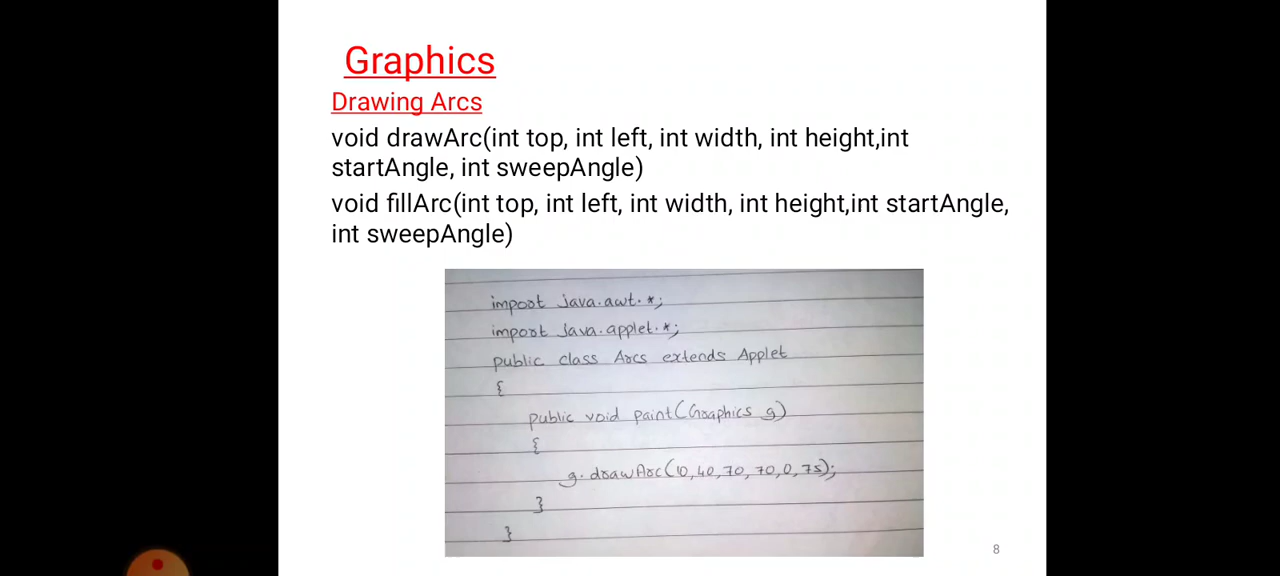 Graphics
Drawing Arcs
void drawArc(int top, int left, int width, int height,int
startAngle, int sweepAngle)
void fillArc(int top, int left, int width, int height,int startAngle,
int sweepAngle)
import java.awt.*;
import java.applet.*;
public class Arcs extends Applet
{
public void paint(Graphics g)
{
g.drawArc(10,40,70,70,0,75);
}
}
8